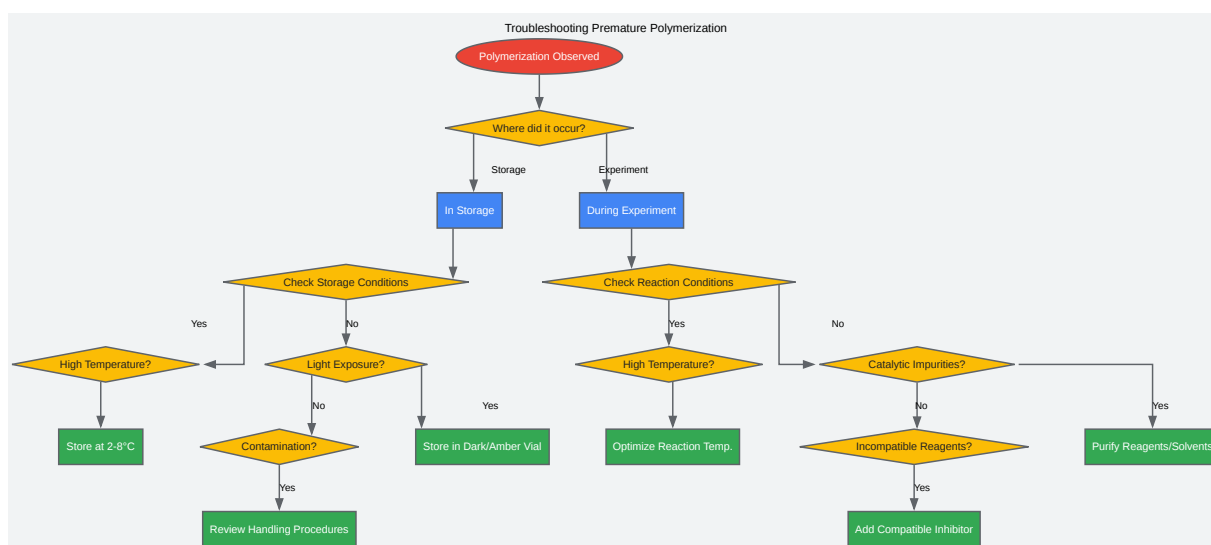 Troubleshooting Premature Polymerization
Polymerization Observed
Where did it occur?
Storage
Experiment
In Storage
During Experiment
Check Storage Conditions
Check Reaction Conditions
Yes
No
Yes
No
High Temperature?
Light Exposure?
High Temperature?
Catalytic Impurities?
No
Yes
No
Yes
Store at 2-8°C
Contamination?
Store in Dark/Amber Vial
Optimize Reaction Temp.
Incompatible Reagents?
Purify Reagents/Solvents
Yes
Yes
Review Handling Procedures
Add Compatible Inhibitor